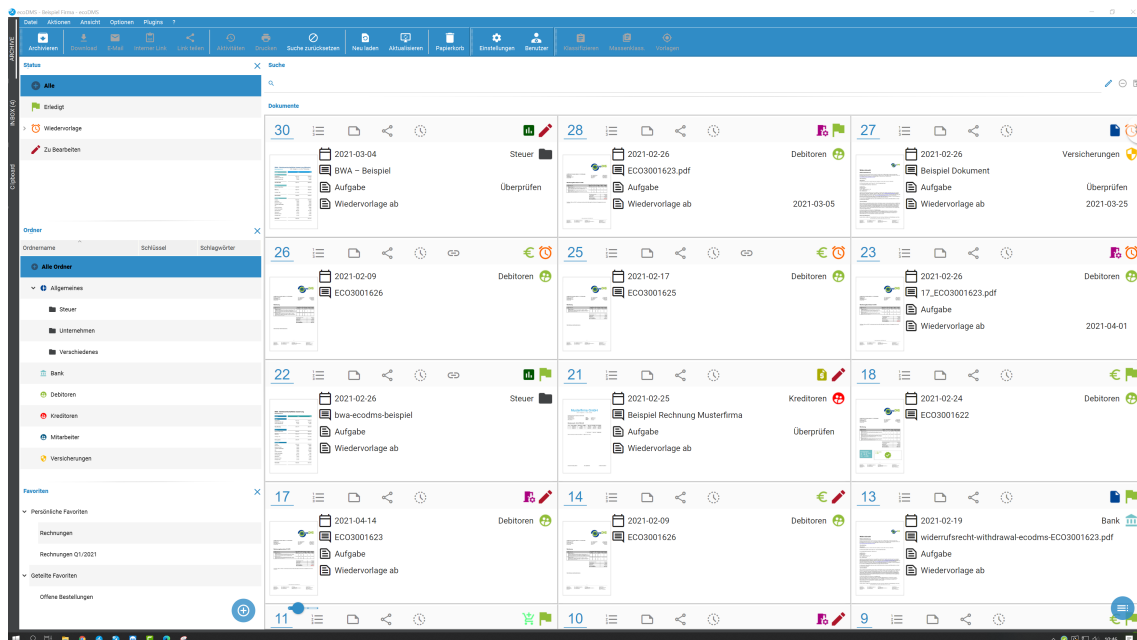 ecoDMS - Beispiel Firma - ecoDMS
Datei Aktionen Ansicht Optionen Plugins ?
Archivieren Download E-Mail Interner Link Link teilen Aktivitäten Drucken Suche zurücksetzen Neu laden Aktualisieren Papierkorb Einstellungen Benutzer Klassifizieren Massenklass. Vorlegen
ARCHIVE
INBOX (4)
Clipboard
Status
Alle
Erledigt
Wiedervorlage
Zu Bearbeiten
Ordner
Ordnername Schlüssel Schlagwörter
Alle Ordner
Allgemeines
Steuer
Unternehmen
Verschiedenes
Bank
Debitoren
Kreditoren
Mitarbeiter
Versicherungen
Favoriten
Persönliche Favoriten
Rechnungen
Rechnungen Q1/2021
Geteilte Favoriten
Offene Bestellungen
Suche
Dokumente
30
2021-03-04 Steuer
BWA – Beispiel
Aufgabe Überprüfen
Wiedervorlage ab
28
2021-02-26 Debitoren
ECO3001623.pdf
Aufgabe
Wiedervorlage ab 2021-03-05
27
2021-02-26 Versicherungen
Beispiel Dokument
Aufgabe Überprüfen
Wiedervorlage ab 2021-03-25
26
2021-02-09 Debitoren
ECO3001626
25
2021-02-17 Debitoren
ECO3001625
23
2021-02-26 Debitoren
17_ECO3001623.pdf
Aufgabe
Wiedervorlage ab 2021-04-01
22
2021-02-26 Steuer
bwa-ecodms-beispiel
Aufgabe
Wiedervorlage ab
21
2021-02-25 Kreditoren
Beispiel Rechnung Musterfirma
Aufgabe Überprüfen
Wiedervorlage ab
18
2021-02-24 Debitoren
ECO3001622
17
2021-04-14 Debitoren
ECO3001623
Aufgabe
Wiedervorlage ab
14
2021-02-09 Debitoren
ECO3001626
13
2021-02-19 Bank
widerrufsrecht-withdrawal-ecodms-ECO3001623.pdf
Aufgabe
Wiedervorlage ab
11
10
9
10:46